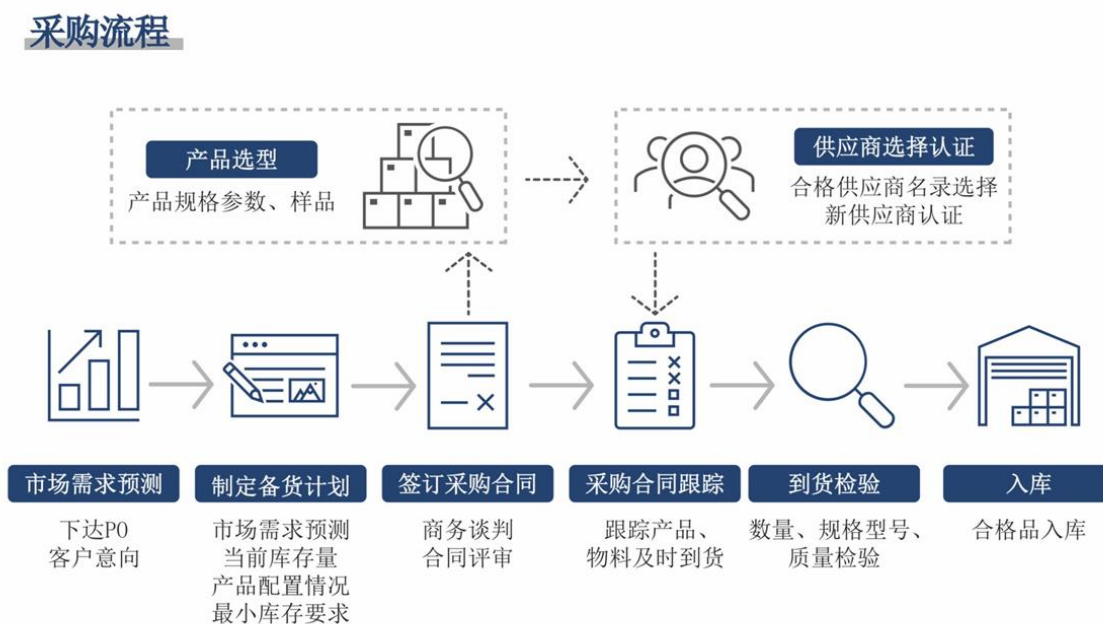 采购流程
产品选型
产品规格参数、样品
供应商选择认证
合格供应商名录选择
新供应商认证
市场需求预测
下达PO
客户意向
制定备货计划
市场需求预测
当前库存量
产品配置情况
最小库存要求
签订采购合同
商务谈判
合同评审
采购合同跟踪
跟踪产品、
物料及时到货
到货检验
数量、规格型号、
质量检验
入库
合格品入库